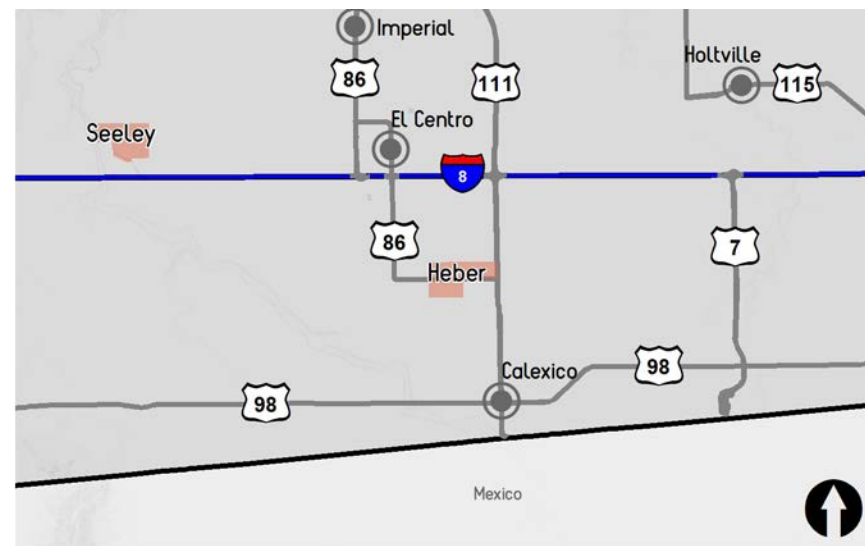 Imperial
Holtville
86
111
115
El Centro
Seeley
8
86
7
Heber
Calexico
98
98
Mexico